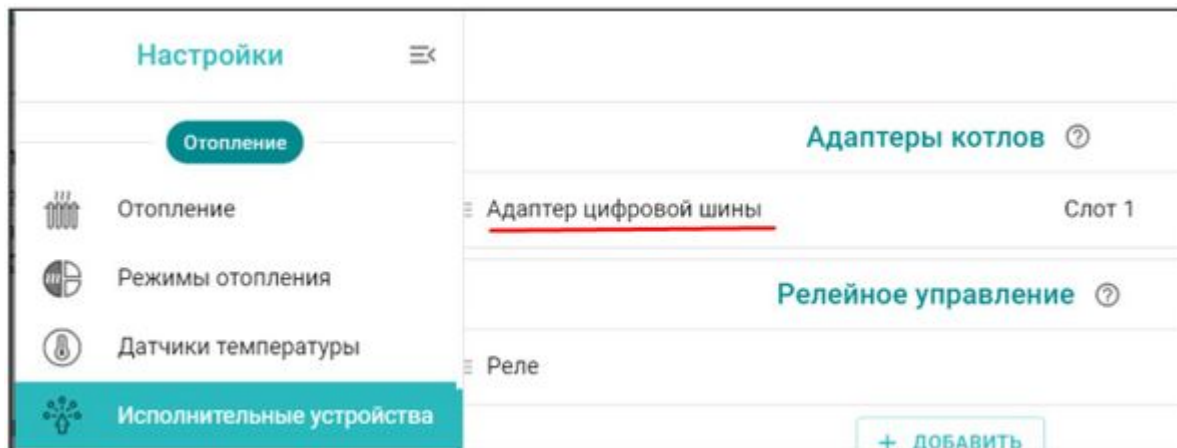 Настройки
Отопление
Отопление
Режимы отопления
Датчики температуры
Исполнительные устройства
Адаптеры котлов ?
Адаптер цифровой шины Слот 1
Релейное управление ?
Реле
+ ДОБАВИТЬ